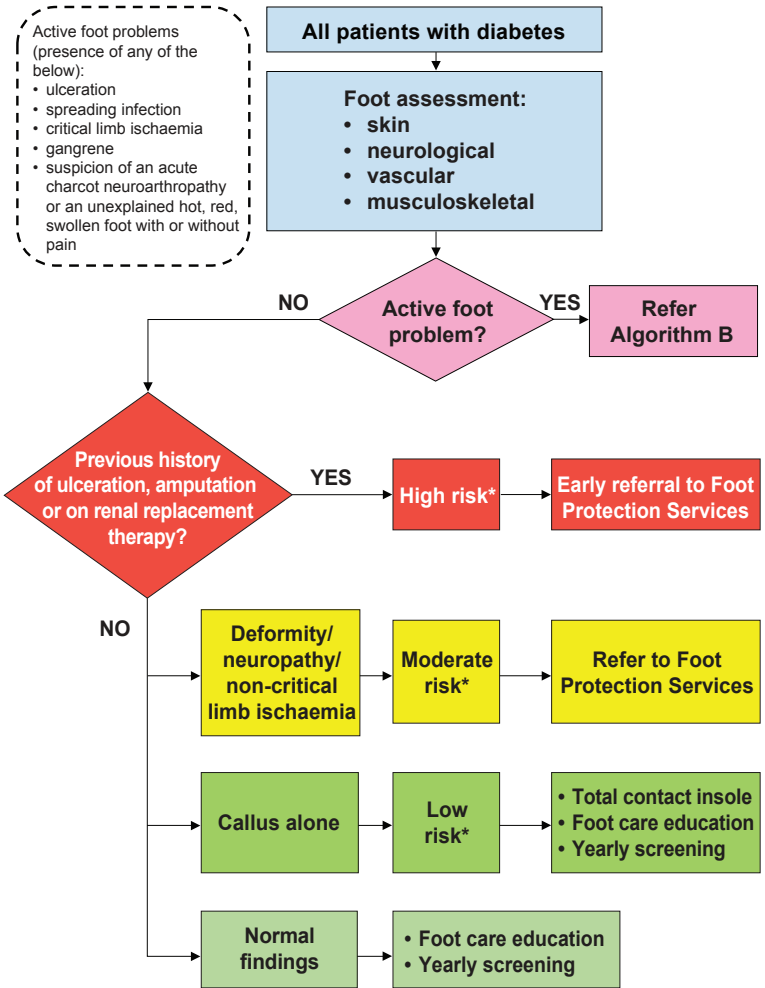 Active foot problems
(presence of any of the
below):
• ulceration
• spreading infection
• critical limb ischaemia
• gangrene
• suspicion of an acute
charcot neuroarthropathy
or an unexplained hot, red,
swollen foot with or without
pain
All patients with diabetes
Foot assessment:
• skin
• neurological
• vascular
• musculoskeletal
Active foot
problem?
NO
YES
Refer
Algorithm B
Previous history
of ulceration, amputation
or on renal replacement
therapy?
YES
High risk*
Early referral to Foot
Protection Services
NO
Deformity/
neuropathy/
non-critical
limb ischaemia
Moderate
risk*
Refer to Foot
Protection Services
Callus alone
Low
risk*
• Total contact insole
• Foot care education
• Yearly screening
Normal
findings
• Foot care education
• Yearly screening